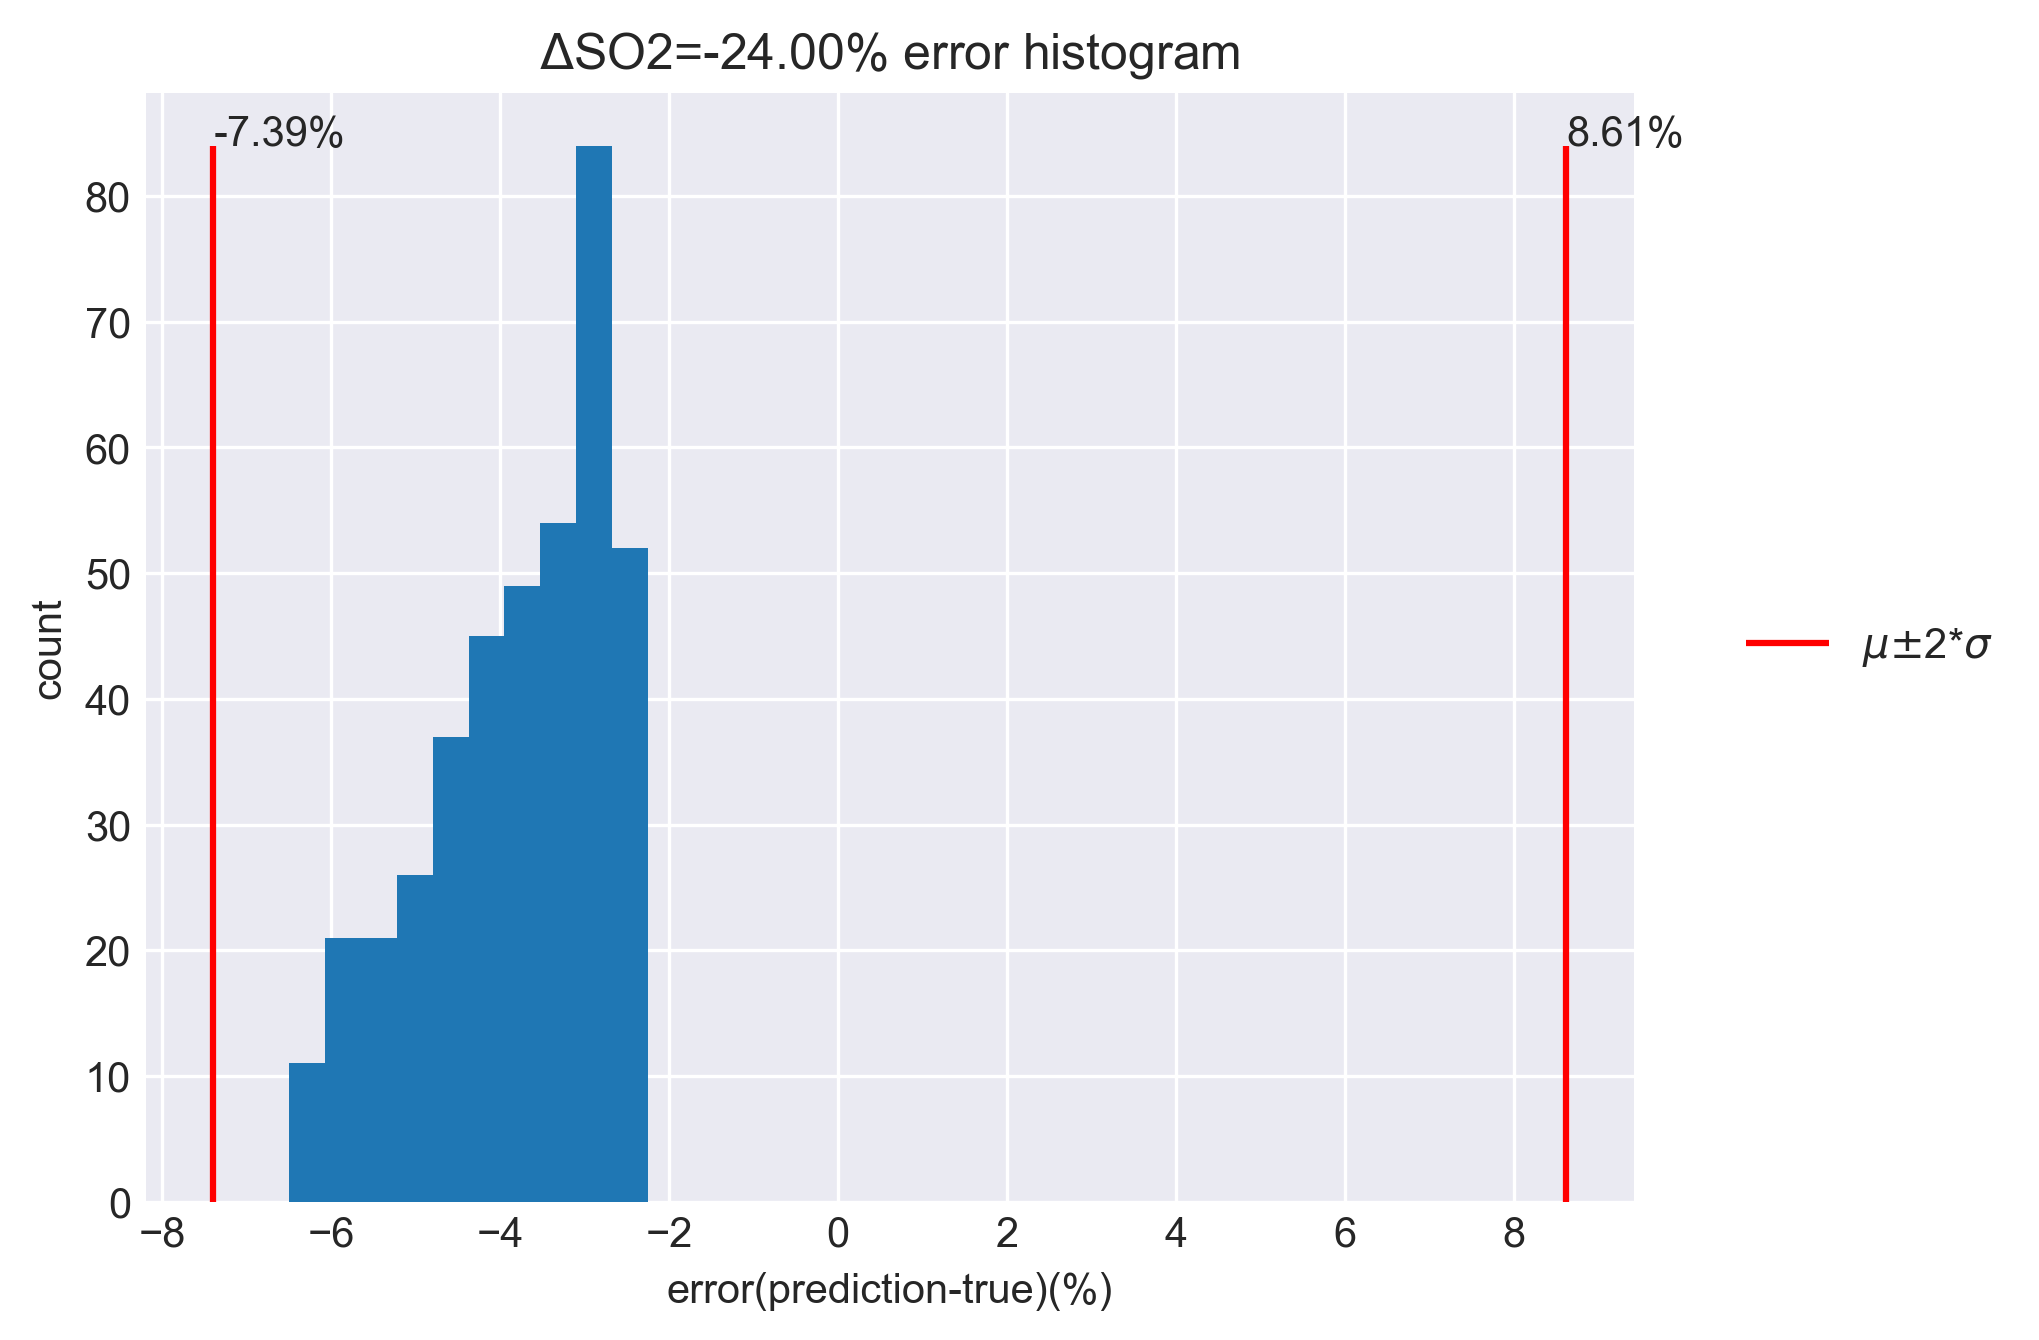 ΔSO2=-24.00% error histogram
-7.39%
8.61%
80
70
60
50
40
30
20
10
0
count
−8 −6 −4 −2 0 2 4 6 8
error(prediction-true)(%)
μ±2*σ